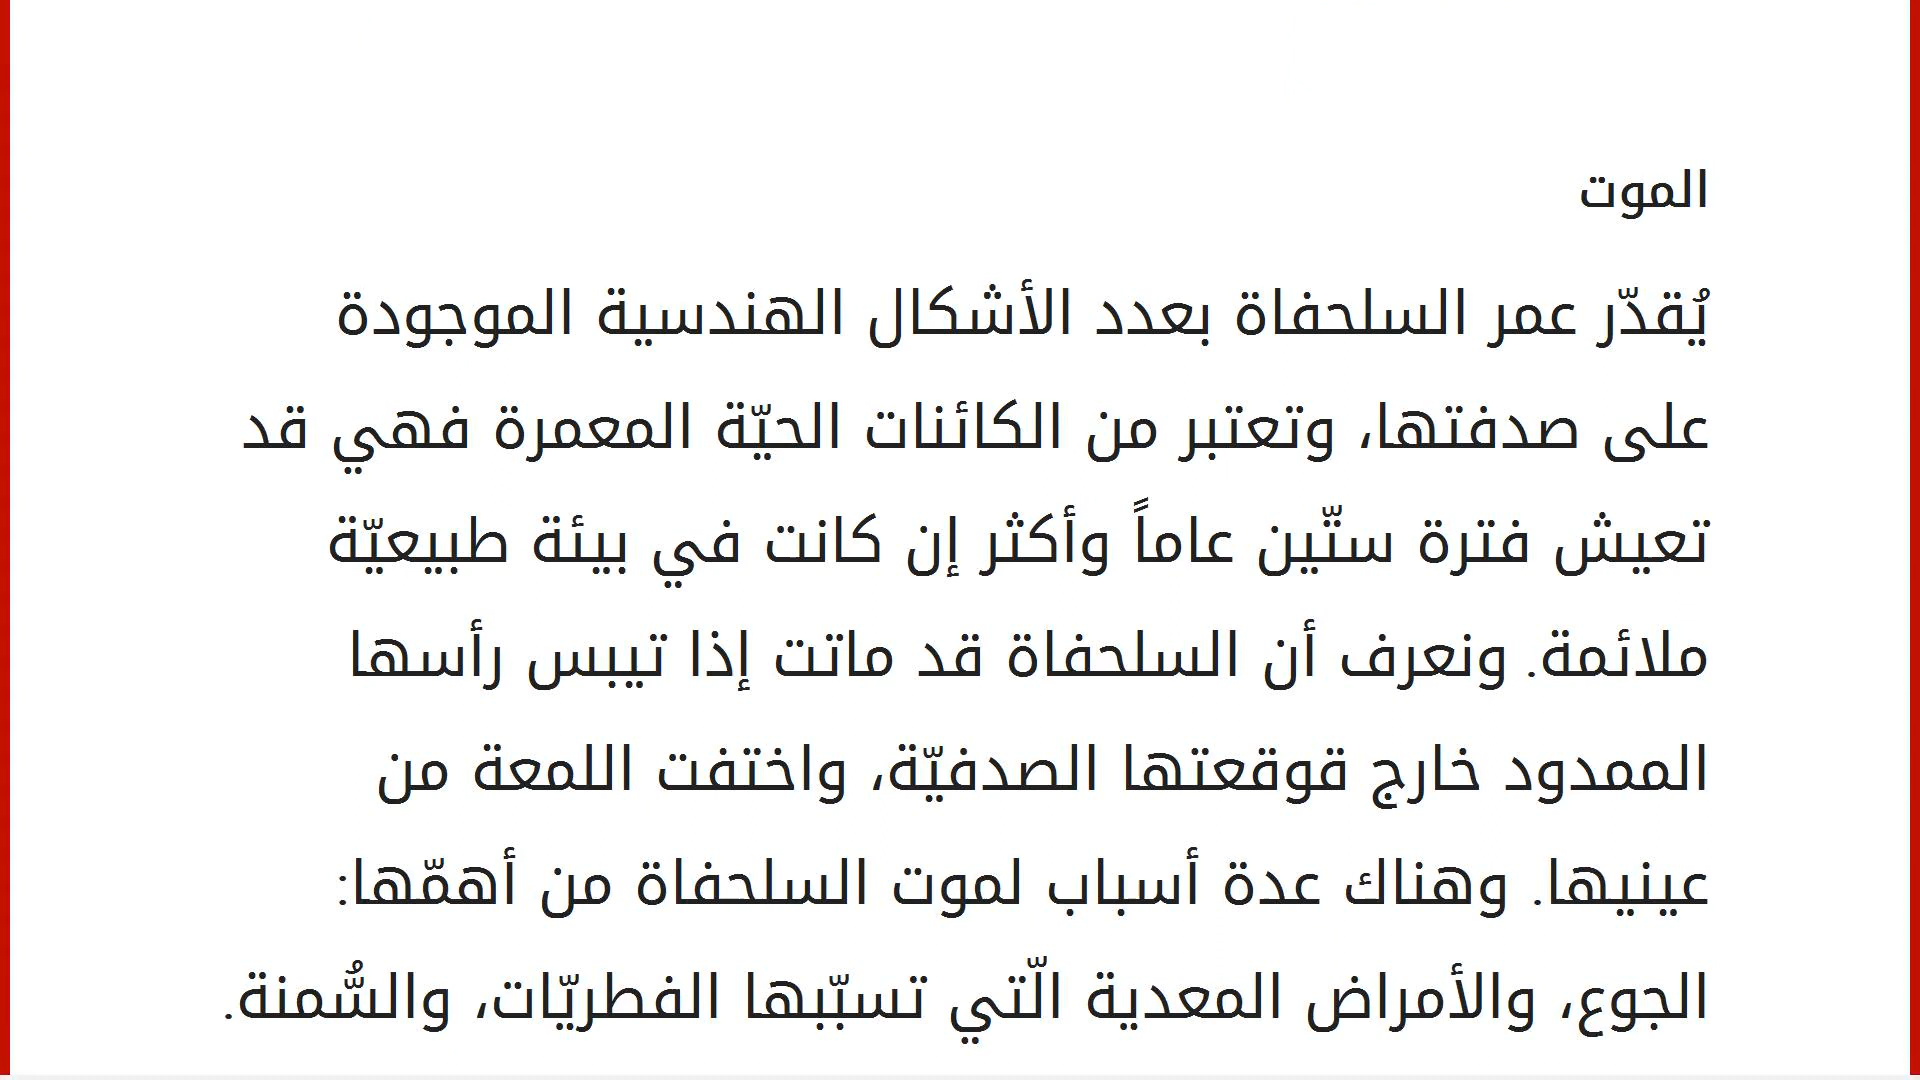 الموت
يُقدّر عمر السلحفاة بعدد الأشكال الهندسية الموجودة
على صدفتها، وتعتبر من الكائنات الحيّة المعمرة فهي قد
تعيش فترة ستّين عاماً وأكثر إن كانت في بيئة طبيعيّة
ملائمة. ونعرف أن السلحفاة قد ماتت إذا تيبس رأسها
الممدود خارج قوقعتها الصدفيّة، واختفت اللمعة من
عينيها. وهناك عدة أسباب لموت السلحفاة من أهمّها:
الجوع، والأمراض المعدية الّتي تسبّبها الفطريّات، والسُّمنة.